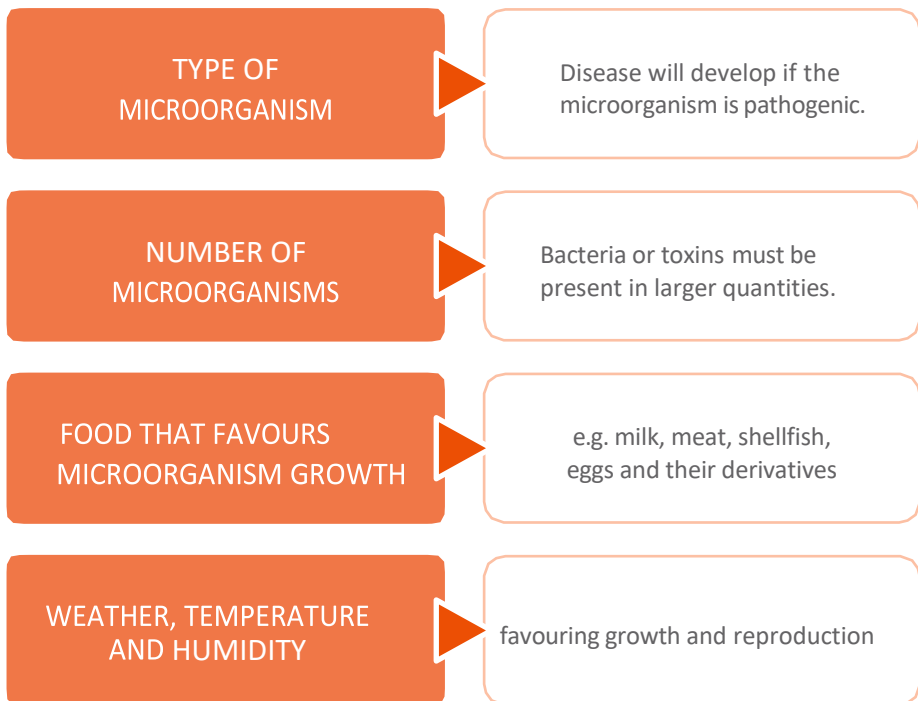 TYPE OF
MICROORGANISM
Disease will develop if the
microorganism is pathogenic.
NUMBER OF
MICROORGANISMS
Bacteria or toxins must be
present in larger quantities.
FOOD THAT FAVOURS
MICROORGANISM GROWTH
e.g. milk, meat, shellfish,
eggs and their derivatives
WEATHER, TEMPERATURE
AND HUMIDITY
favouring growth and reproduction